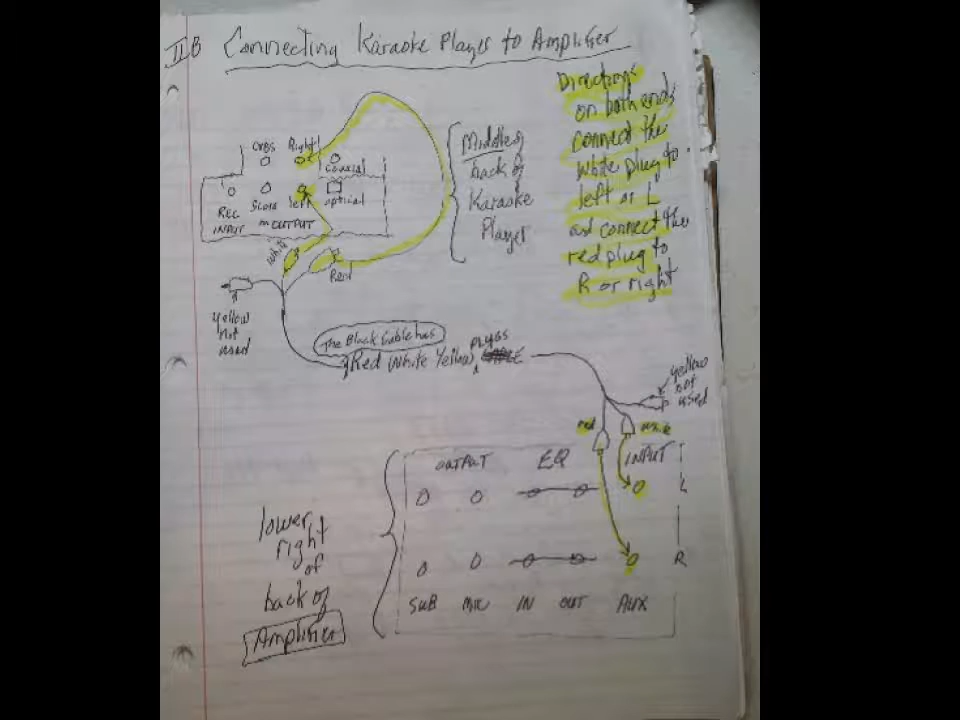 II B Connecting Karaoke Player to Amplifier
Directions
on both ends
connect the
white plug to
left or L
and connect the
red plug to
R or right
CVBS Right
coaxial
left optical
REC
INPUT OUTPUT
Middle of
back of
Karaoke
Player
white
Red
yellow
not
used
The Black Cable has
Red White Yellow PLUGS
yellow
not
used
red white
OUTPUT EQ INPUT
L
R
SUB MIC IN OUT AUX
lower
right
of
back of
Amplifier